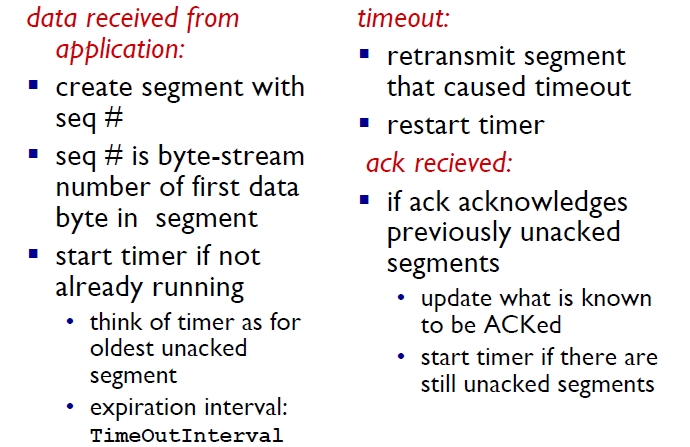 data received from
application:
▪ create segment with
seq #
▪ seq # is byte-stream
number of first data
byte in segment
▪ start timer if not
already running
• think of timer as for
oldest unacked
segment
• expiration interval:
TimeOutInterval
timeout:
▪ retransmit segment
that caused timeout
▪ restart timer
ack recieved:
▪ if ack acknowledges
previously unacked
segments
• update what is known
to be ACKed
• start timer if there are
still unacked segments